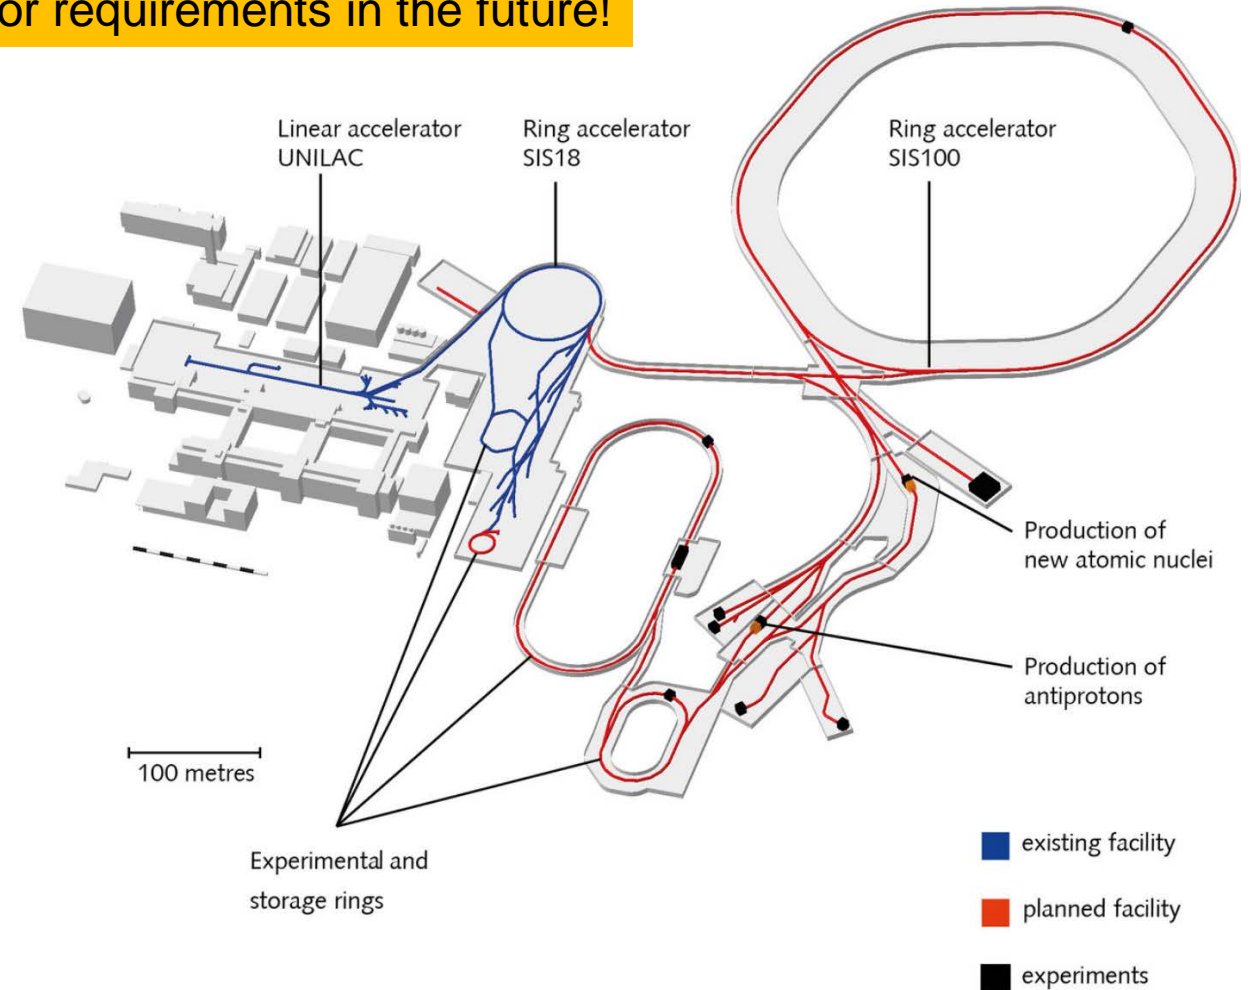 or requirements in the future!
Linear accelerator
UNILAC
Ring accelerator
SIS18
Ring accelerator
SIS100
Production of
new atomic nuclei
Production of
antiprotons
100 metres
Experimental and
storage rings
existing facility
planned facility
experiments